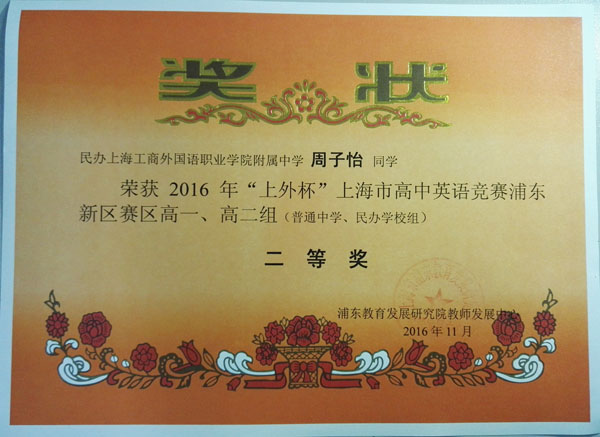 奖状
民办上海工商外国语职业学院附属中学 周子怡 同学
荣获 2016 年“上外杯”上海市高中英语竞赛浦东
新区赛区高一、高二组（普通中学、民办学校组）
二等奖
浦东教育发展研究院教师发展中心
2016 年 11 月